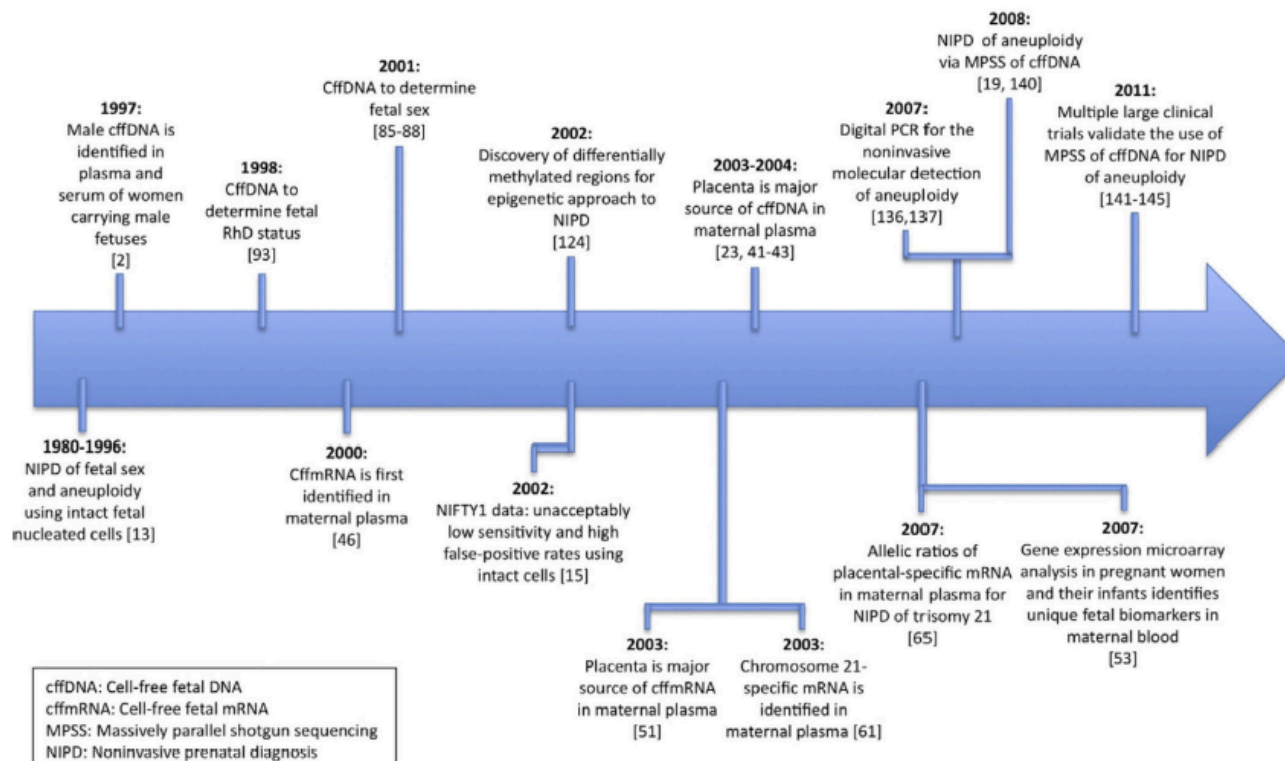 1997:
Male cffDNA is
identified in
plasma and
serum of women
carrying male
fetuses
[2]
1998:
CffDNA to
determine fetal
RhD status
[93]
2001:
CffDNA to determine
fetal sex
[85-88]
2002:
Discovery of differentially
methylated regions for
epigenetic approach to
NIPD
[124]
2003-2004:
Placenta is major
source of cffDNA in
maternal plasma
[23, 41-43]
2007:
Digital PCR for the
noninvasive
molecular detection
of aneuploidy
[136,137]
2008:
NIPD of aneuploidy
via MPSS of cffDNA
[19, 140]
2011:
Multiple large clinical
trials validate the use of
MPSS of cffDNA for NIPD
of aneuploidy
[141-145]
1980-1996:
NIPD of fetal sex
and aneuploidy
using intact fetal
nucleated cells [13]
2000:
CffmRNA is first
identified in
maternal plasma
[46]
2002:
NIFTY1 data: unacceptably
low sensitivity and high
false-positive rates using
intact cells [15]
2003:
Placenta is major
source of cffmRNA
in maternal plasma
[51]
2003:
Chromosome 21-
specific mRNA is
identified in
maternal plasma [61]
2007:
Allelic ratios of
placental-specific mRNA
in maternal plasma for
NIPD of trisomy 21
[65]
2007:
Gene expression microarray
analysis in pregnant women
and their infants identifies
unique fetal biomarkers in
maternal blood
[53]
cffDNA: Cell-free fetal DNA
cffmRNA: Cell-free fetal mRNA
MPSS: Massively parallel shotgun sequencing
NIPD: Noninvasive prenatal diagnosis